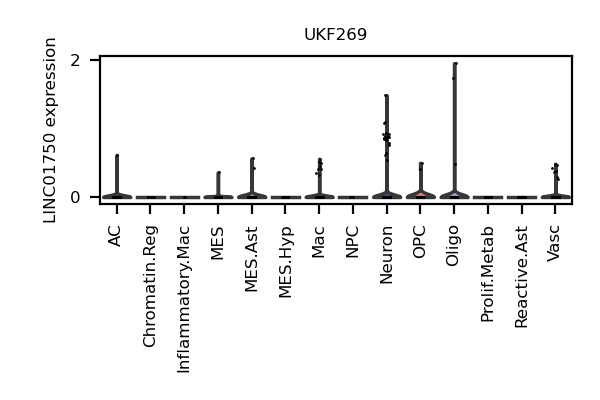 UKF269
LINC01750 expression
2
0
AC
Chromatin.Reg
Inflammatory.Mac
MES
MES.Ast
MES.Hyp
Mac
NPC
Neuron
OPC
Oligo
Prolif.Metab
Reactive.Ast
Vasc